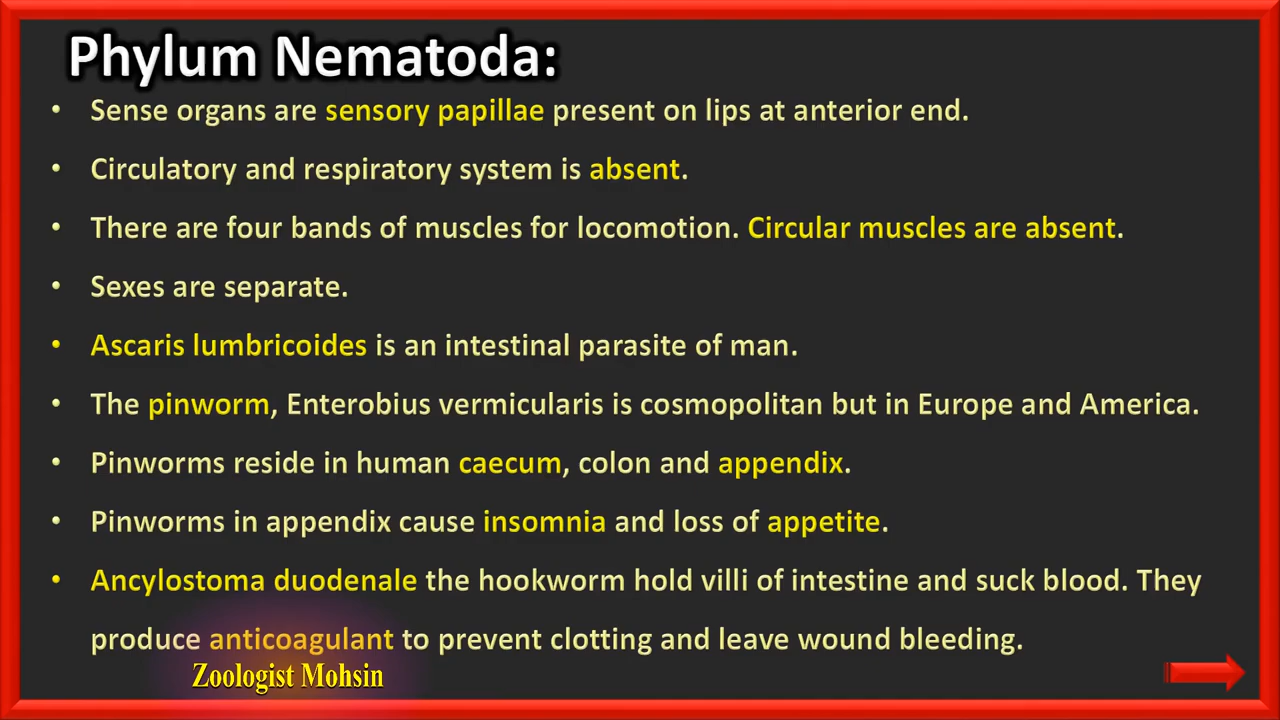 Phylum Nematoda:
• Sense organs are sensory papillae present on lips at anterior end.
• Circulatory and respiratory system is absent.
• There are four bands of muscles for locomotion. Circular muscles are absent.
• Sexes are separate.
• Ascaris lumbricoides is an intestinal parasite of man.
• The pinworm, Enterobius vermicularis is cosmopolitan but in Europe and America.
• Pinworms reside in human caecum, colon and appendix.
• Pinworms in appendix cause insomnia and loss of appetite.
• Ancylostoma duodenale the hookworm hold villi of intestine and suck blood. They
produce anticoagulant to prevent clotting and leave wound bleeding.
Zoologist Mohsin